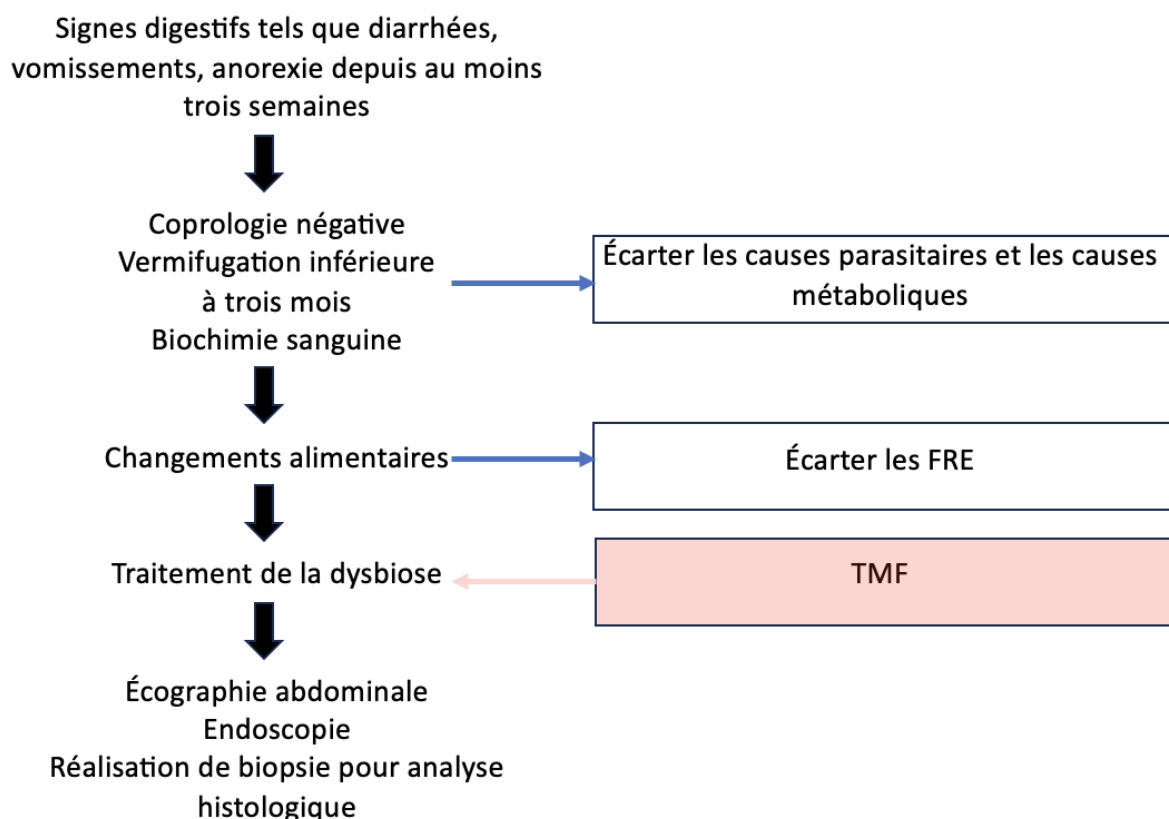 Signes digestifs tels que diarrhées,
vomissements, anorexie depuis au moins
trois semaines
Coprologie négative
Vermifugation inférieure
à trois mois
Biochimie sanguine
Écarter les causes parasitaires et les causes
métaboliques
Changements alimentaires
Écarter les FRE
Traitement de la dysbiose
TMF
Écographie abdominale
Endoscopie
Réalisation de biopsie pour analyse
histologique